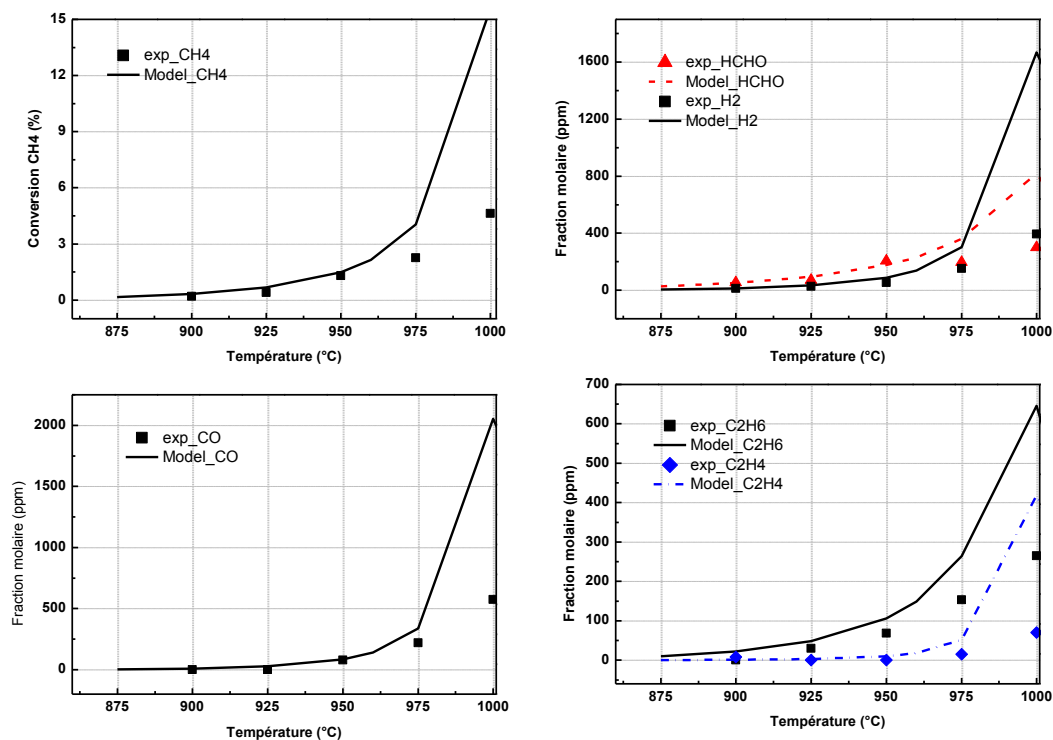 15
12
9
6
3
0
Conversion CH4 (%)
exp_CH4
Model_CH4
875 900 925 950 975 1000
Température (°C)
1600
1200
800
400
0
Fraction molaire (ppm)
exp_HCHO
Model_HCHO
exp_H2
Model_H2
875 900 925 950 975 1000
Température (°C)
2000
1500
1000
500
0
Fraction molaire (ppm)
exp_CO
Model_CO
875 900 925 950 975 1000
Température (°C)
700
600
500
400
300
200
100
0
Fraction molaire (ppm)
exp_C2H6
Model_C2H6
exp_C2H4
Model_C2H4
875 900 925 950 975 1000
Température (°C)